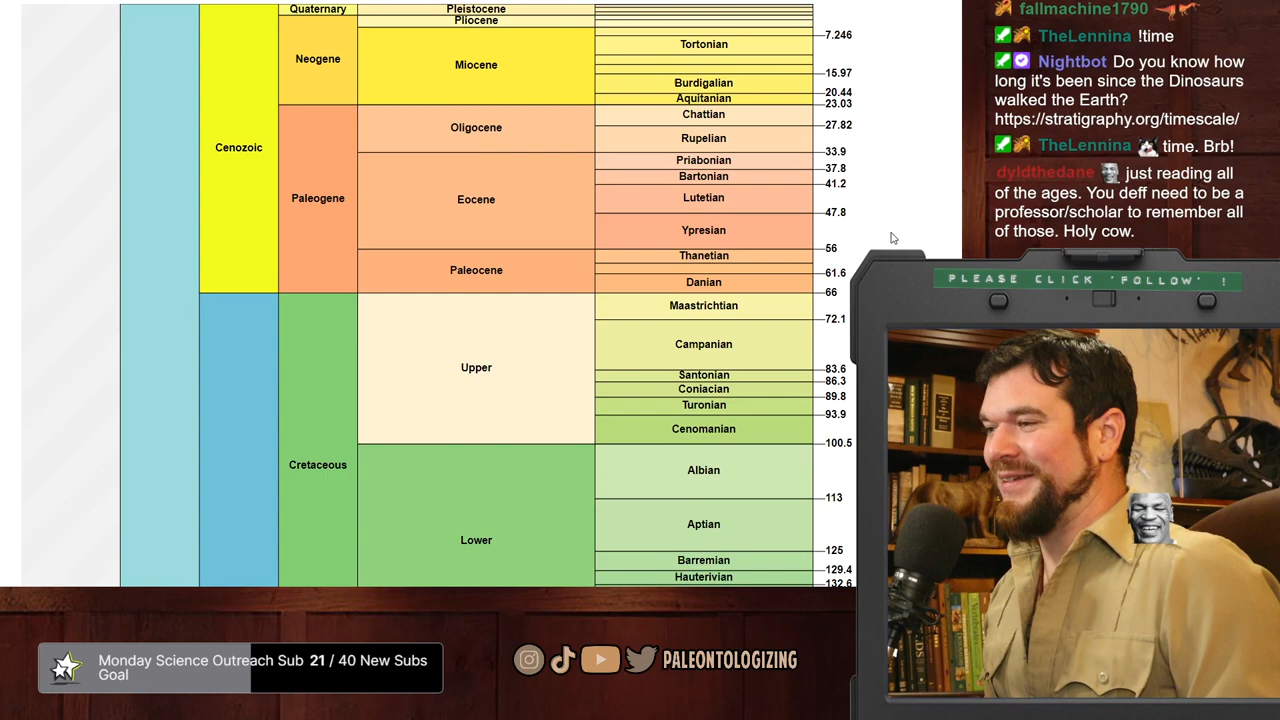 Quaternary
Pleistocene
Pliocene
Neogene
Miocene
Tortonian
7.246
15.97
Burdigalian
20.44
Aquitanian
23.03
Cenozoic
Paleogene
Oligocene
Chattian
27.82
Rupelian
33.9
Eocene
Priabonian
37.8
Bartonian
41.2
Lutetian
47.8
Ypresian
56
Paleocene
Thanetian
61.6
Danian
66
Cretaceous
Upper
Maastrichtian
72.1
Campanian
83.6
Santonian
86.3
Coniacian
89.8
Turonian
93.9
Cenomanian
100.5
Lower
Albian
113
Aptian
125
Barremian
129.4
Hauterivian
132.6
fallmachine1790
TheLennina !time
Nightbot Do you know how
long it's been since the Dinosaurs
walked the Earth?
https://stratigraphy.org/timescale/
TheLennina time. Brb!
dyldthedane just reading all
of the ages. You deff need to be a
professor/scholar to remember all
of those. Holy cow.
PLEASE CLICK 'FOLLOW' !
Monday Science Outreach Sub 21 / 40 New Subs
Goal
PALEONTOLOGIZING